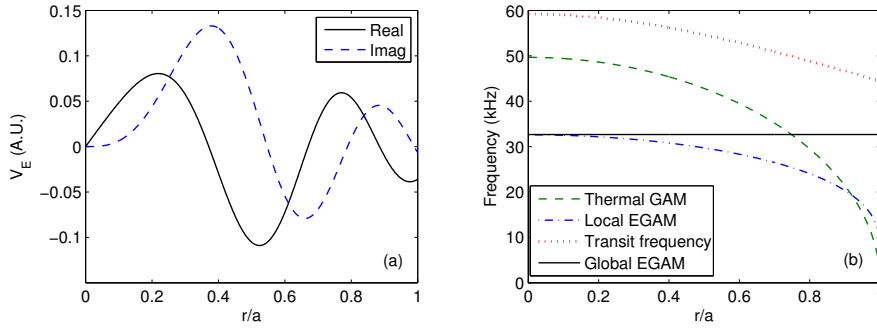 0.15
0.1
0.05
0
−0.05
−0.1
V_E (A.U.)
Real
Imag
(a)
0
0.2
0.4
0.6
0.8
1
r/a
60
50
40
30
20
10
0
Frequency (kHz)
Thermal GAM
Local EGAM
Transit frequency
Global EGAM
(b)
0
0.2
0.4
0.6
0.8
r/a